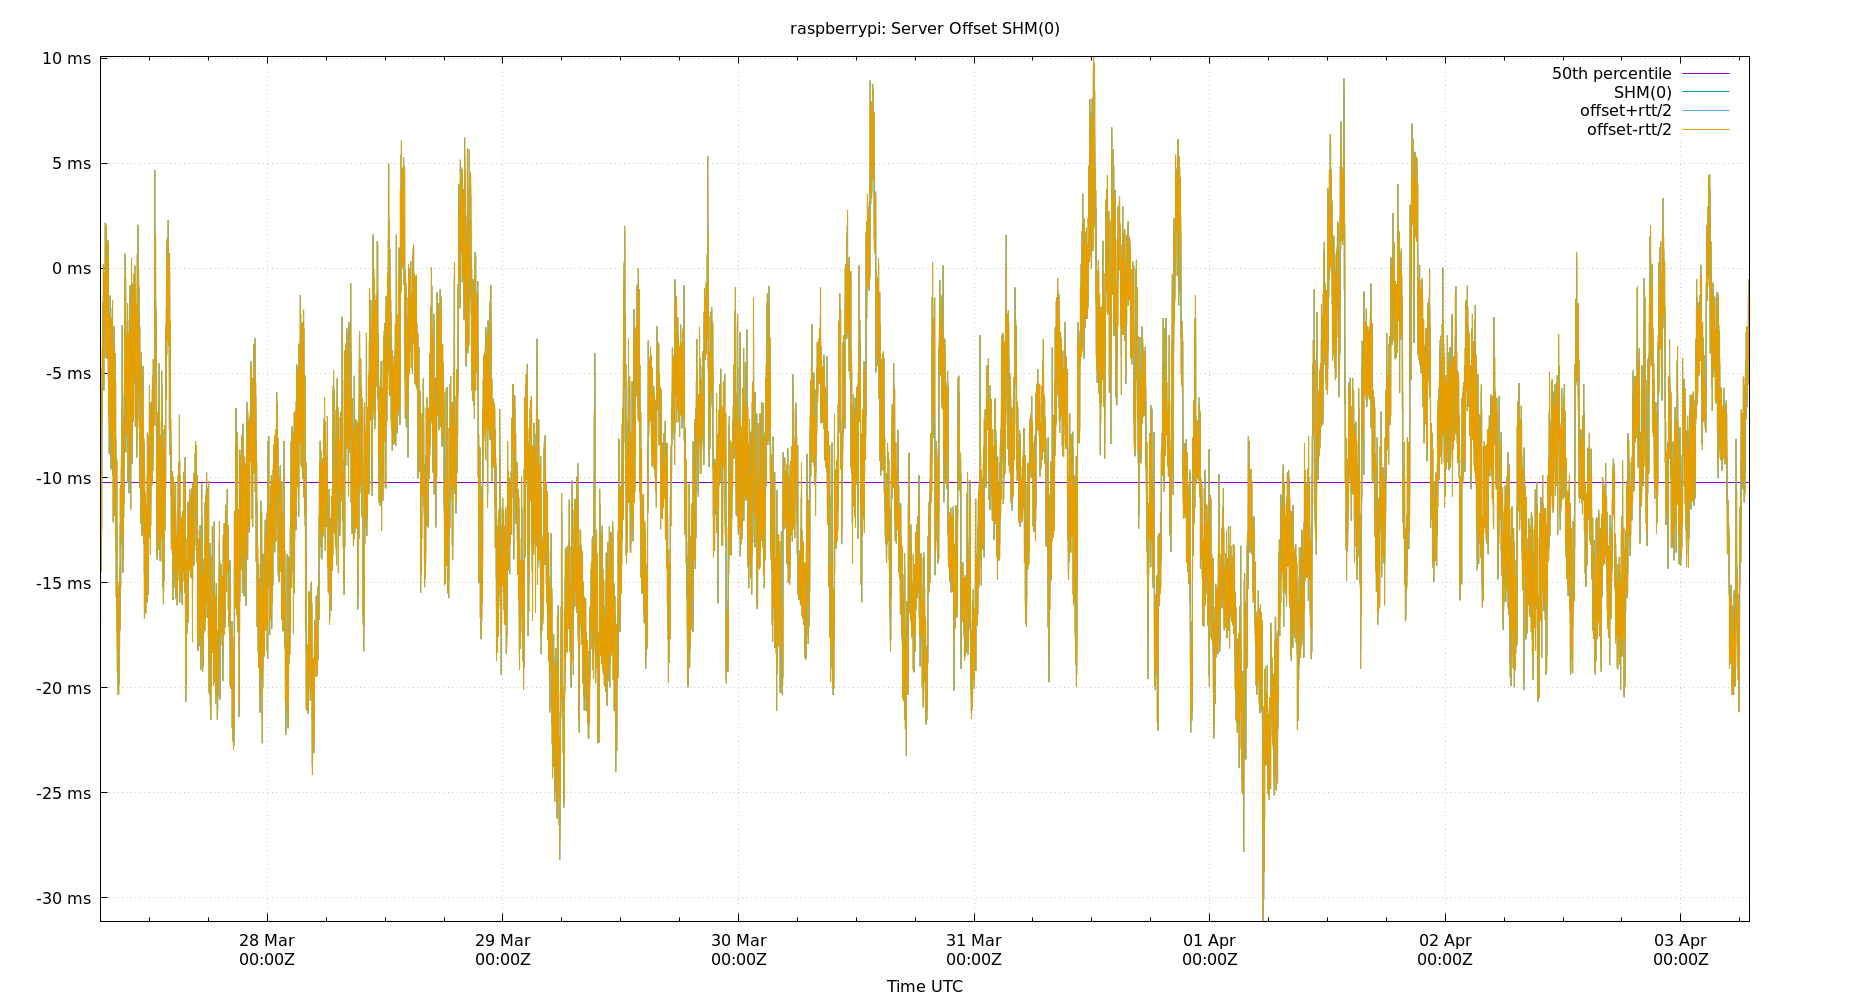 raspberrypi: Server Offset SHM(0)
10 ms
5 ms
0 ms
-5 ms
-10 ms
-15 ms
-20 ms
-25 ms
-30 ms
50th percentile
SHM(0)
offset+rtt/2
offset-rtt/2
28 Mar
00:00Z
29 Mar
00:00Z
30 Mar
00:00Z
31 Mar
00:00Z
01 Apr
00:00Z
02 Apr
00:00Z
03 Apr
00:00Z
Time UTC